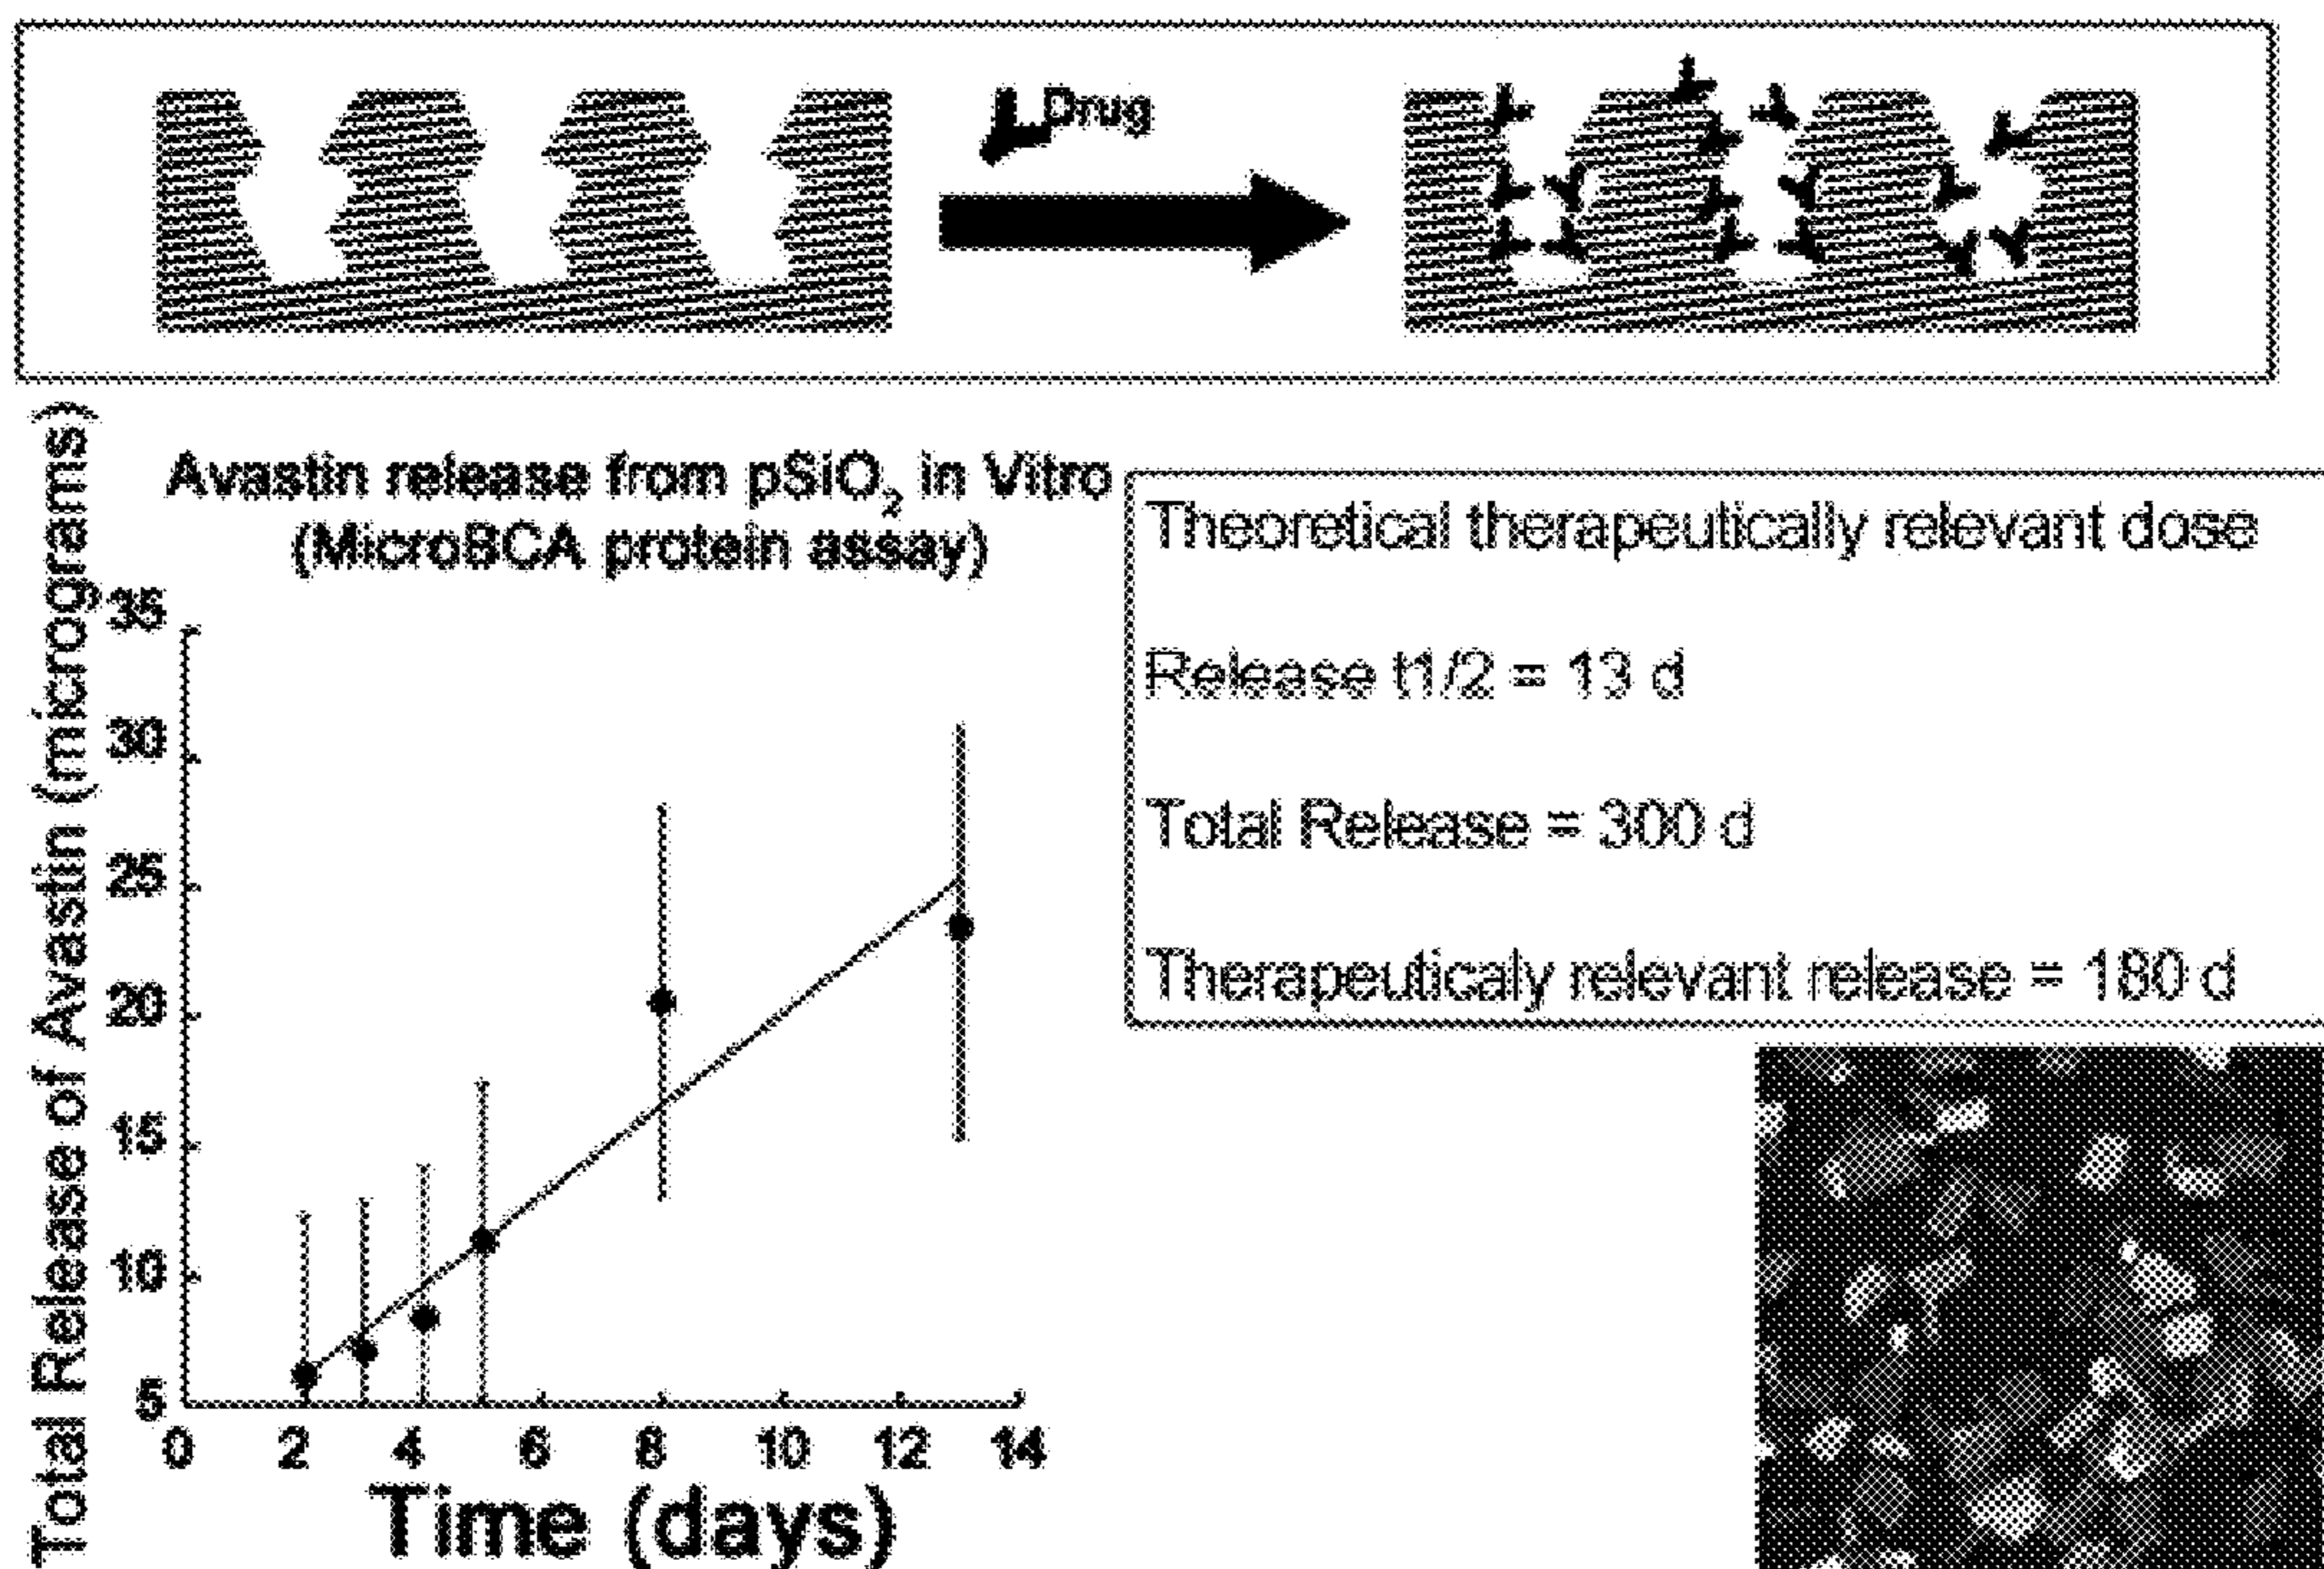 Drug
Avastin release from pSiO₂ in Vitro
(MicroBCA protein assay)
Total Release of Avastin (micrograms)
35
30
25
20
15
10
5
0 2 4 6 8 10 12 14
Time (days)
Theoretical therapeutically relevant dose
Release t1/2 = 13 d
Total Release = 300 d
Therapeuticaly relevant release = 180 d